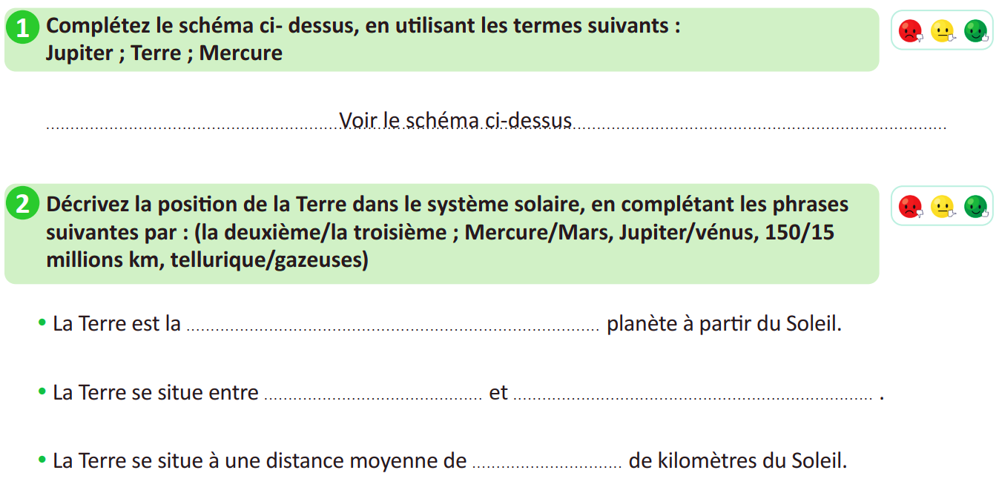 1 Complétez le schéma ci- dessus, en utilisant les termes suivants :
Jupiter ; Terre ; Mercure
........Voir le schéma ci-dessus........
2 Décrivez la position de la Terre dans le système solaire, en complétant les phrases
suivantes par : (la deuxième/la troisième ; Mercure/Mars, Jupiter/vénus, 150/15
millions km, tellurique/gazeuses)
• La Terre est la ........ planète à partir du Soleil.
• La Terre se situe entre ........ et ........ .
• La Terre se situe à une distance moyenne de ........ de kilomètres du Soleil.